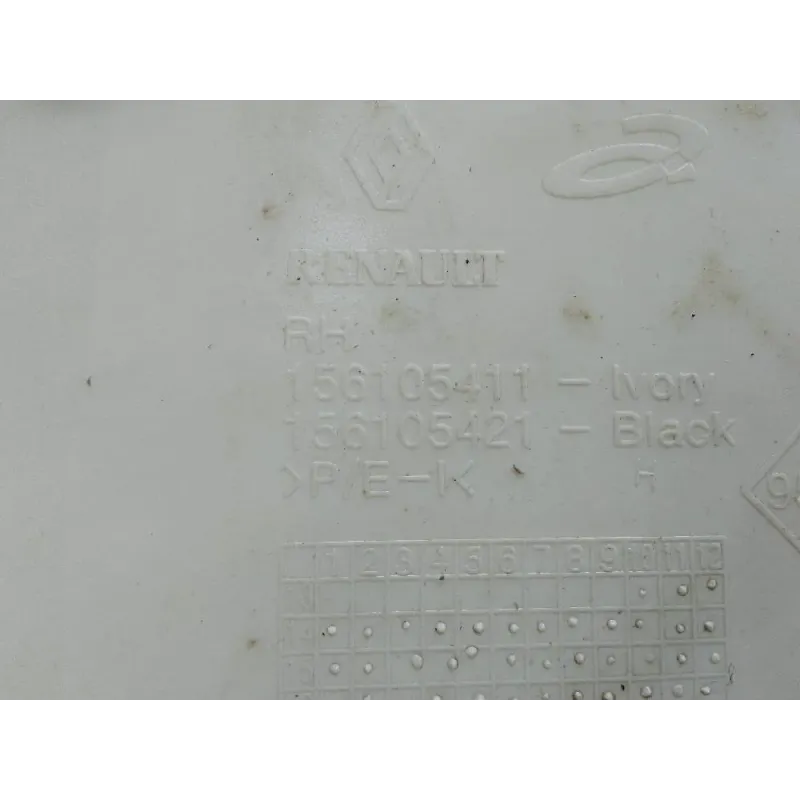 RENAULT
RH
156105411 - Ivory
156105421 - Black
>P/E-K
1 2 3 4 5 6 7 8 9 10 11 12